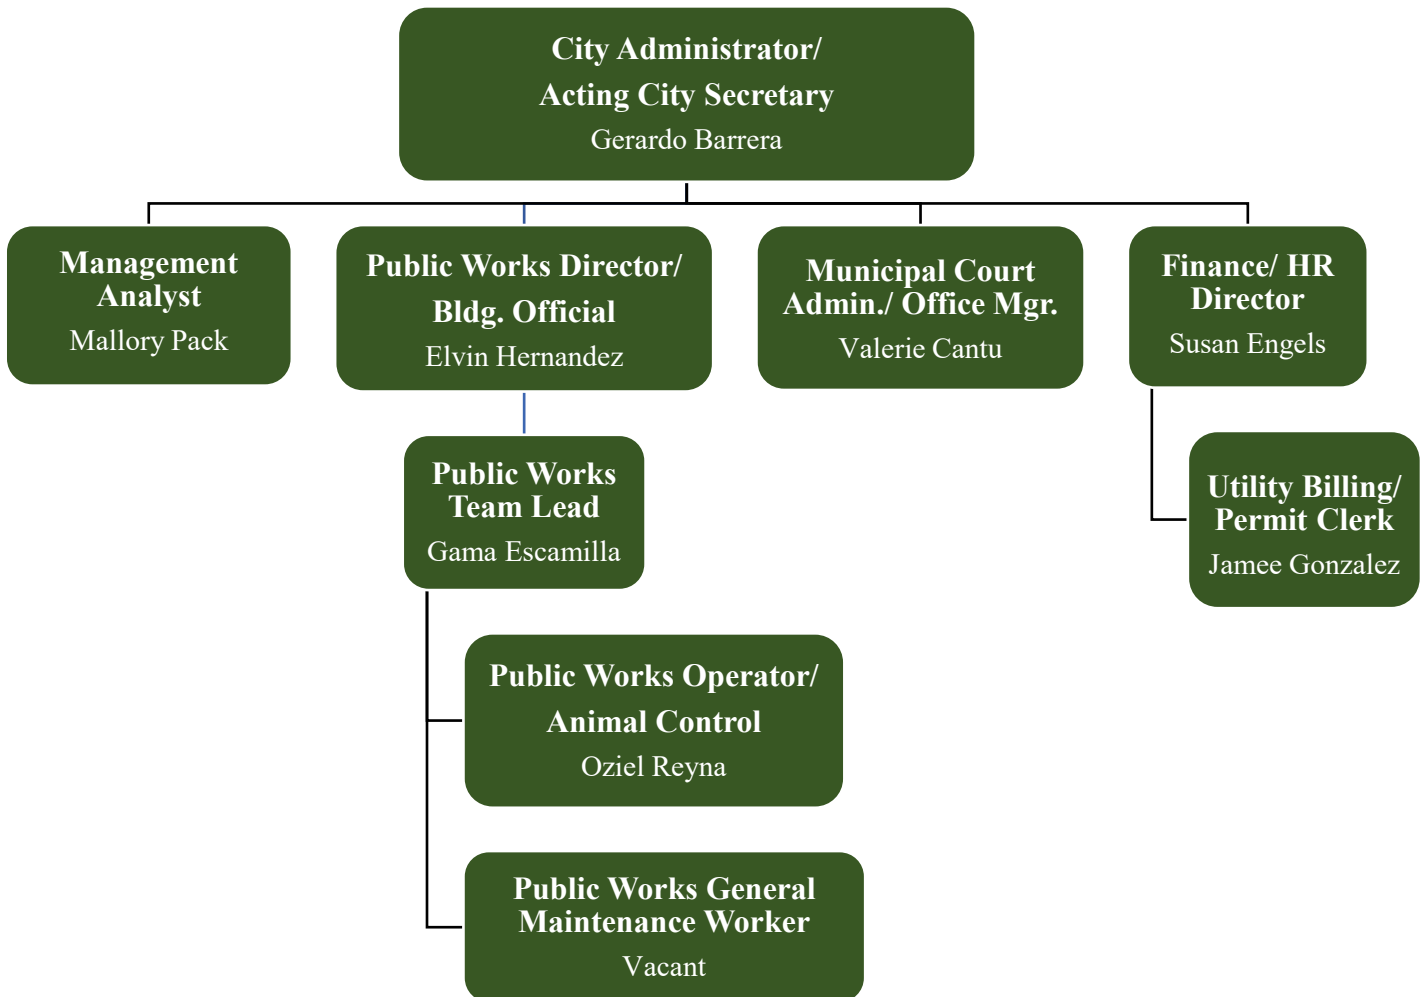 City Administrator/
Acting City Secretary
Gerardo Barrera
Management
Analyst
Mallory Pack
Public Works Director/
Bldg. Official
Elvin Hernandez
Municipal Court
Admin./ Office Mgr.
Valerie Cantu
Finance/ HR
Director
Susan Engels
Public Works
Team Lead
Gama Escamilla
Utility Billing/
Permit Clerk
Jamee Gonzalez
Public Works Operator/
Animal Control
Oziel Reyna
Public Works General
Maintenance Worker
Vacant